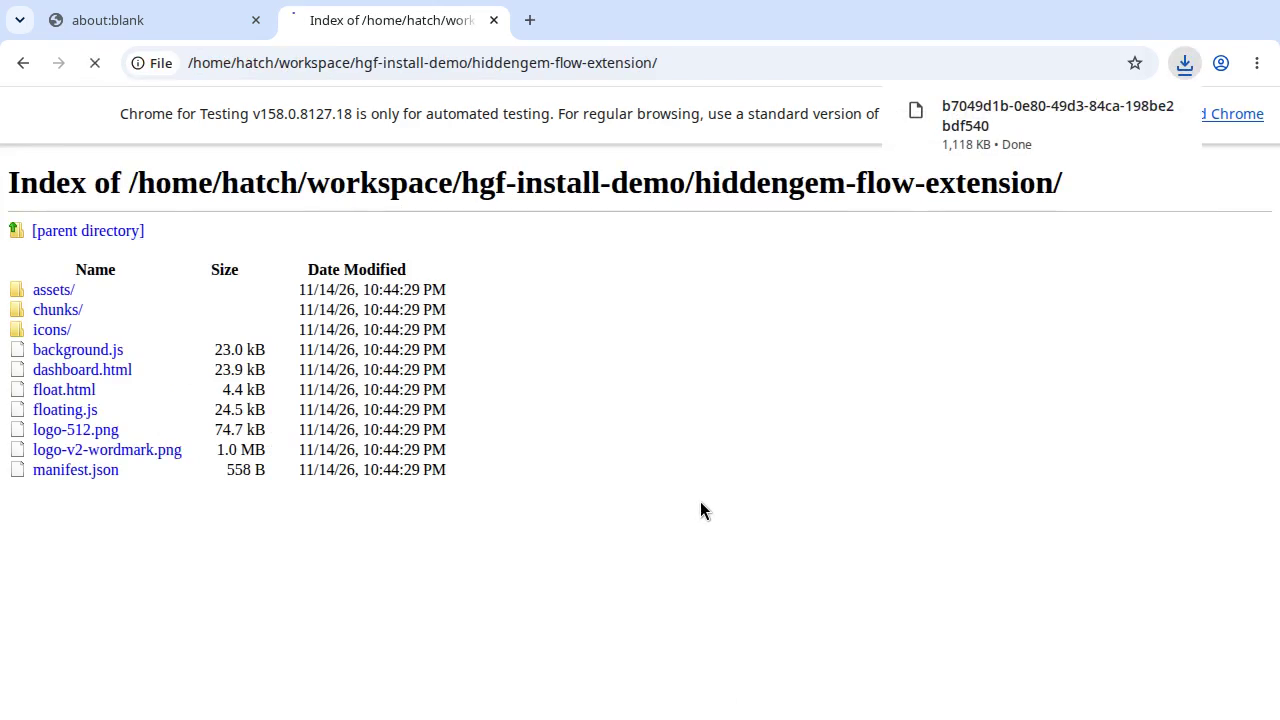 about:blank
Index of /home/hatch/work
File
/home/hatch/workspace/hgf-install-demo/hiddengem-flow-extension/
Chrome for Testing v158.0.8127.18 is only for automated testing. For regular browsing, use a standard version of
d Chrome
b7049d1b-0e80-49d3-84ca-198be2
bdf540
1,118 KB • Done
Index of /home/hatch/workspace/hgf-install-demo/hiddengem-flow-extension/
[parent directory]
Name Size Date Modified
assets/ 11/14/26, 10:44:29 PM
chunks/ 11/14/26, 10:44:29 PM
icons/ 11/14/26, 10:44:29 PM
background.js 23.0 kB 11/14/26, 10:44:29 PM
dashboard.html 23.9 kB 11/14/26, 10:44:29 PM
float.html 4.4 kB 11/14/26, 10:44:29 PM
floating.js 24.5 kB 11/14/26, 10:44:29 PM
logo-512.png 74.7 kB 11/14/26, 10:44:29 PM
logo-v2-wordmark.png 1.0 MB 11/14/26, 10:44:29 PM
manifest.json 558 B 11/14/26, 10:44:29 PM